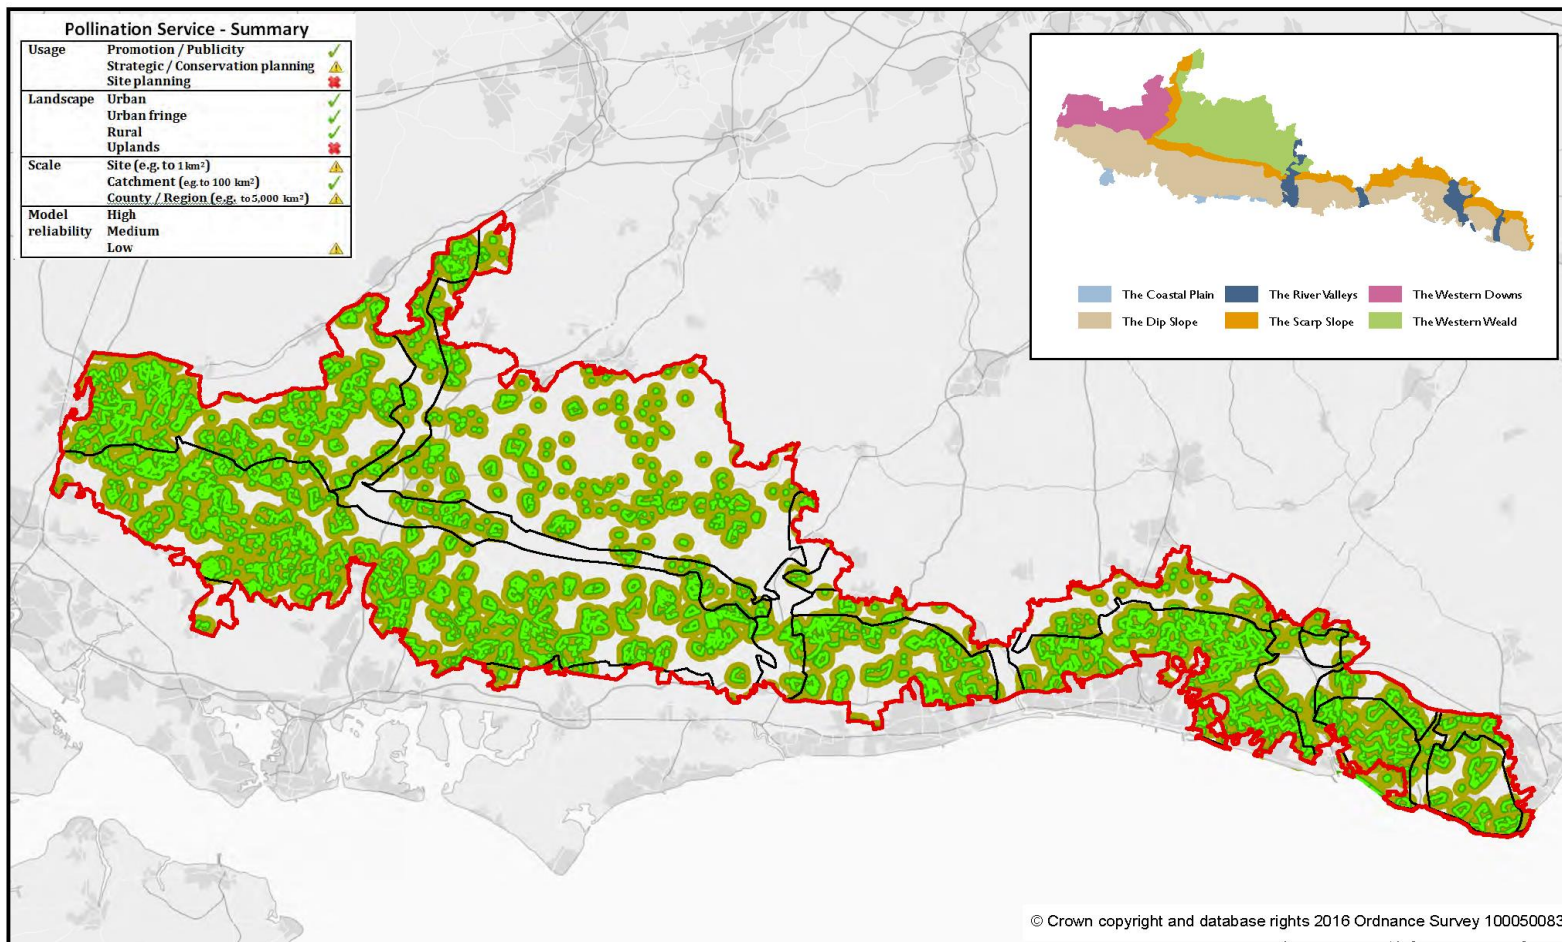 Pollination Service - Summary
Usage Promotion / Publicity
Strategic / Conservation planning
Site planning
Landscape Urban
Urban fringe
Rural
Uplands
Scale Site (e.g. to 1 km²)
Catchment (e.g. to 100 km²)
County / Region (e.g. to 5,000 km²)
Model High
reliability Medium
Low
The Coastal Plain The River Valleys The Western Downs
The Dip Slope The Scarp Slope The Western Weald
© Crown copyright and database rights 2016 Ordnance Survey 100050083